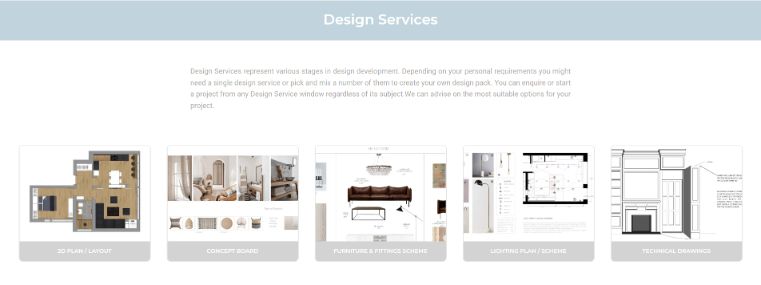 Design Services
Design Services represent various stages in design development. Depending on your personal requirements you might
need a single design service or pick and mix a number of them to create your own design pack. You can enquire or start
a project from any Design Service window regardless of its subject.We can advise on the most suitable options for your
project.
2D PLAN / LAYOUT
CONCEPT BOARD
FURNITURE & FITTINGS SCHEME
LIGHTING PLAN / SCHEME
TECHNICAL DRAWINGS